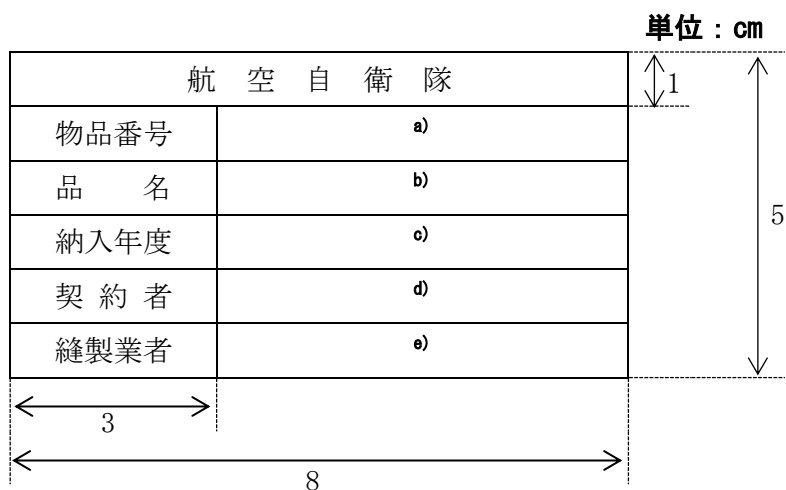 単位：cm
航 空 自 衛 隊
1
物品番号 a)
品 名 b)
納入年度 c)
5
契 約 者 d)
縫製業者 e)
3
8